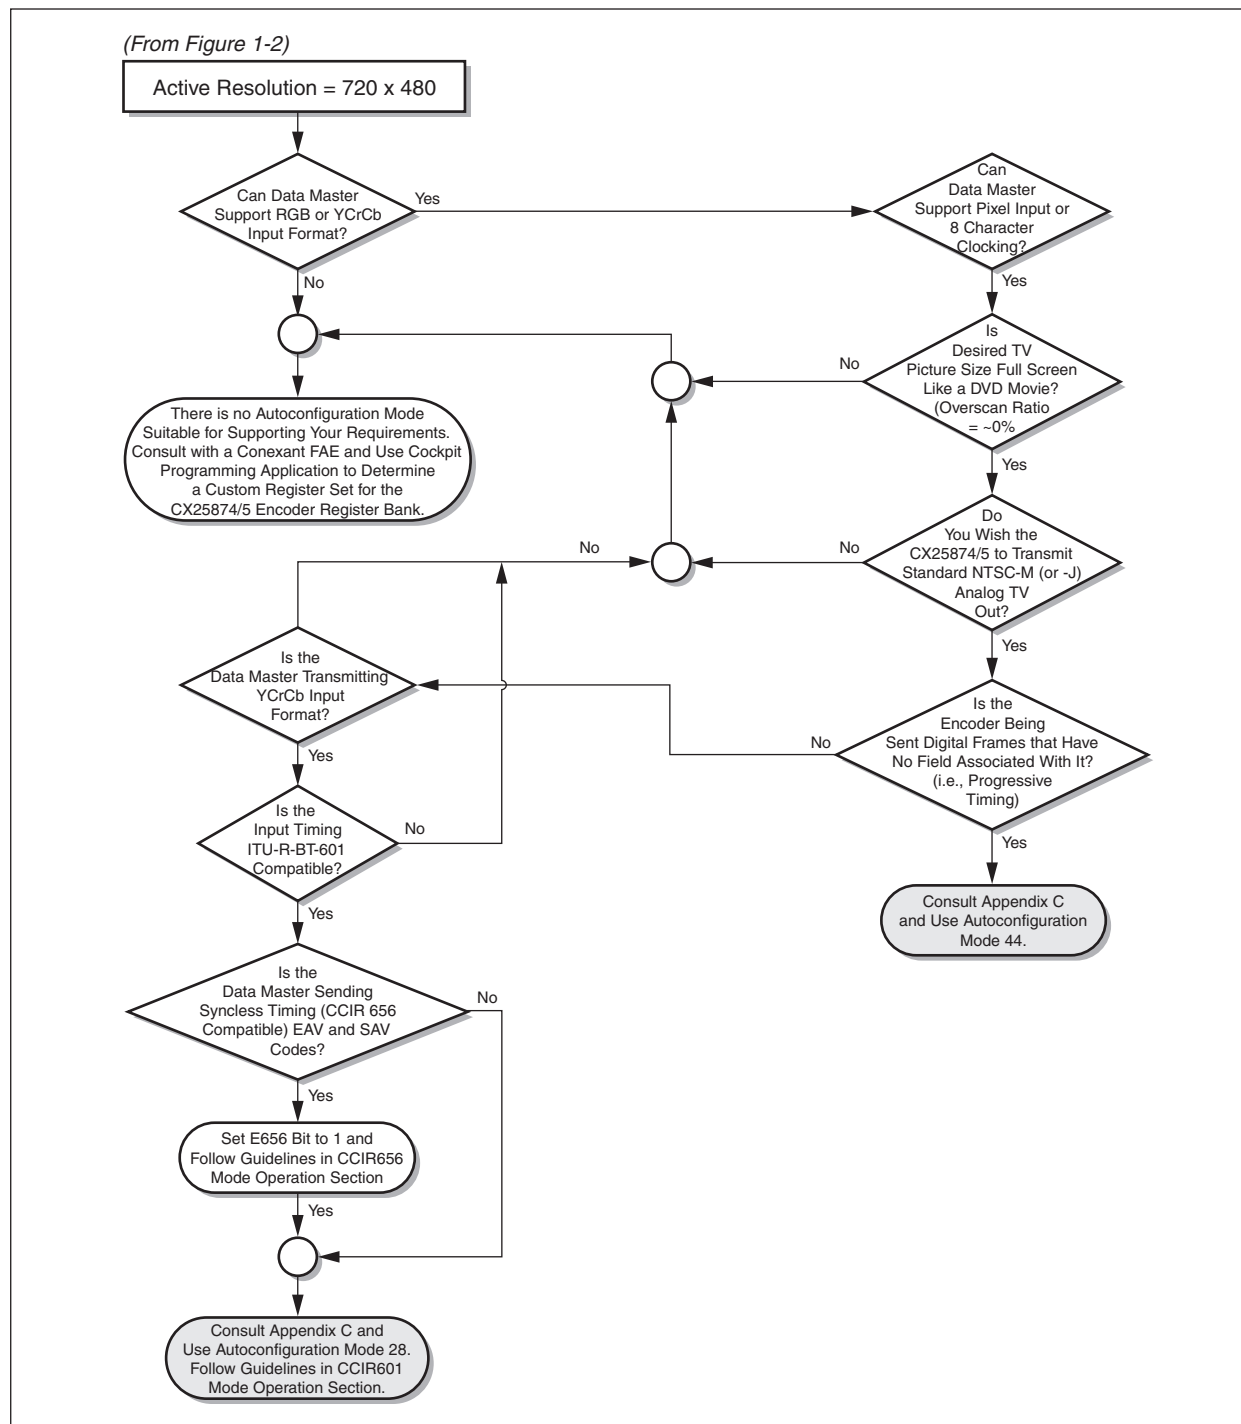 (From Figure 1-2)
Active Resolution = 720 x 480
Can Data Master
Support RGB or YCrCb
Input Format?
Yes
No
Can
Data Master
Support Pixel Input or
8 Character
Clocking?
Yes
Is
Desired TV
Picture Size Full Screen
Like a DVD Movie?
(Overscan Ratio
= ~0%
No
Yes
There is no Autoconfiguration Mode
Suitable for Supporting Your Requirements.
Consult with a Conexant FAE and Use Cockpit
Programming Application to Determine
a Custom Register Set for the
CX25874/5 Encoder Register Bank.
Do
You Wish the
CX25874/5 to Transmit
Standard NTSC-M (or -J)
Analog TV
Out?
No
No
Yes
Is the
Data Master Transmitting
YCrCb Input
Format?
Yes
Is the
Encoder Being
Sent Digital Frames that Have
No Field Associated With It?
(i.e., Progressive
Timing)
No
Yes
Is the
Input Timing
ITU-R-BT-601
Compatible?
No
Yes
Consult Appendix C
and Use Autoconfiguration
Mode 44.
Is the
Data Master Sending
Syncless Timing (CCIR 656
Compatible) EAV and SAV
Codes?
No
Yes
Set E656 Bit to 1 and
Follow Guidelines in CCIR656
Mode Operation Section
Yes
Consult Appendix C and
Use Autoconfiguration Mode 28.
Follow Guidelines in CCIR601
Mode Operation Section.